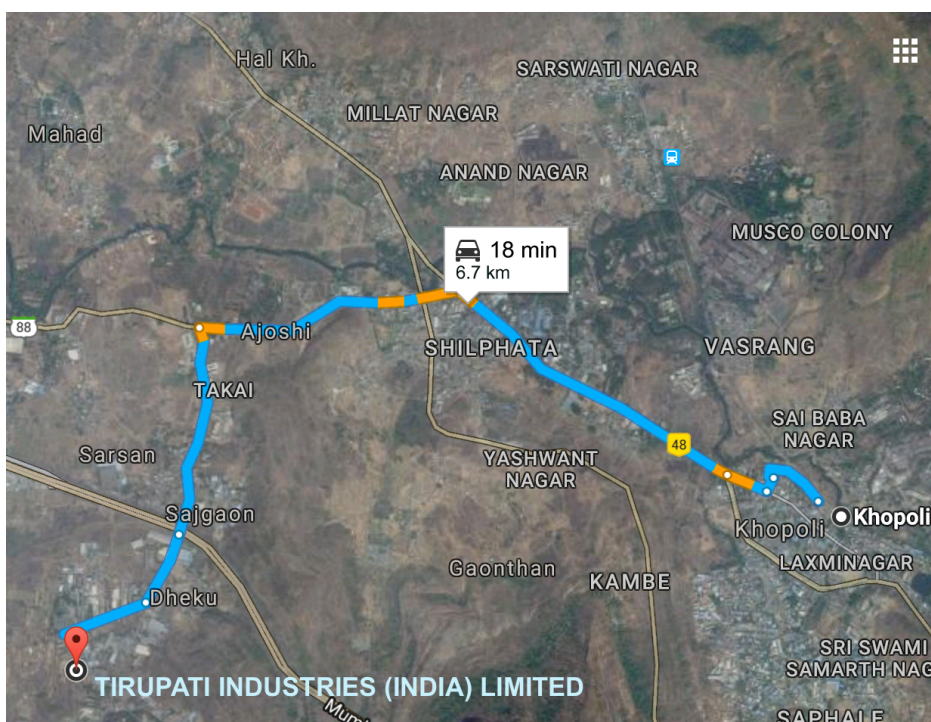 Hal Kh.
SARSWATI NAGAR
MILLAT NAGAR
Mahad
ANAND NAGAR
MUSCO COLONY
18 min
6.7 km
88
Ajoshi
SHILPHATA
VASRANG
TAKAI
SAI BABA
NAGAR
48
Sarsan
YASHWANT
NAGAR
Sajgaon
Khopoli
Khopoli
LAXMINAGAR
Gaonthan
KAMBE
Dheku
SRI SWAMI
SAMARTH NAG
TIRUPATI INDUSTRIES (INDIA) LIMITED
Mum
SAPHALE